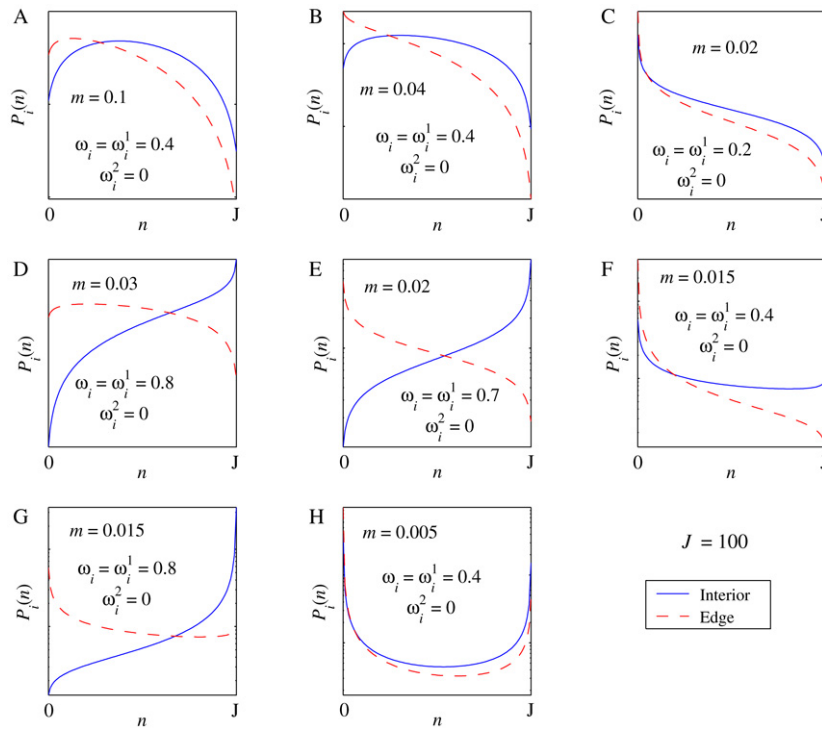 A
P_i(n)
m = 0.1
ω_i = ω_i^1 = 0.4
ω_i^2 = 0
0
J
n
B
P_i(n)
m = 0.04
ω_i = ω_i^1 = 0.4
ω_i^2 = 0
0
J
n
C
P_i(n)
m = 0.02
ω_i = ω_i^1 = 0.2
ω_i^2 = 0
0
J
n
D
P_i(n)
m = 0.03
ω_i = ω_i^1 = 0.8
ω_i^2 = 0
0
J
n
E
P_i(n)
m = 0.02
ω_i = ω_i^1 = 0.7
ω_i^2 = 0
0
J
n
F
P_i(n)
m = 0.015
ω_i = ω_i^1 = 0.4
ω_i^2 = 0
0
J
n
G
P_i(n)
m = 0.015
ω_i = ω_i^1 = 0.8
ω_i^2 = 0
0
J
n
H
P_i(n)
m = 0.005
ω_i = ω_i^1 = 0.4
ω_i^2 = 0
0
J
n
J = 100
Interior
Edge